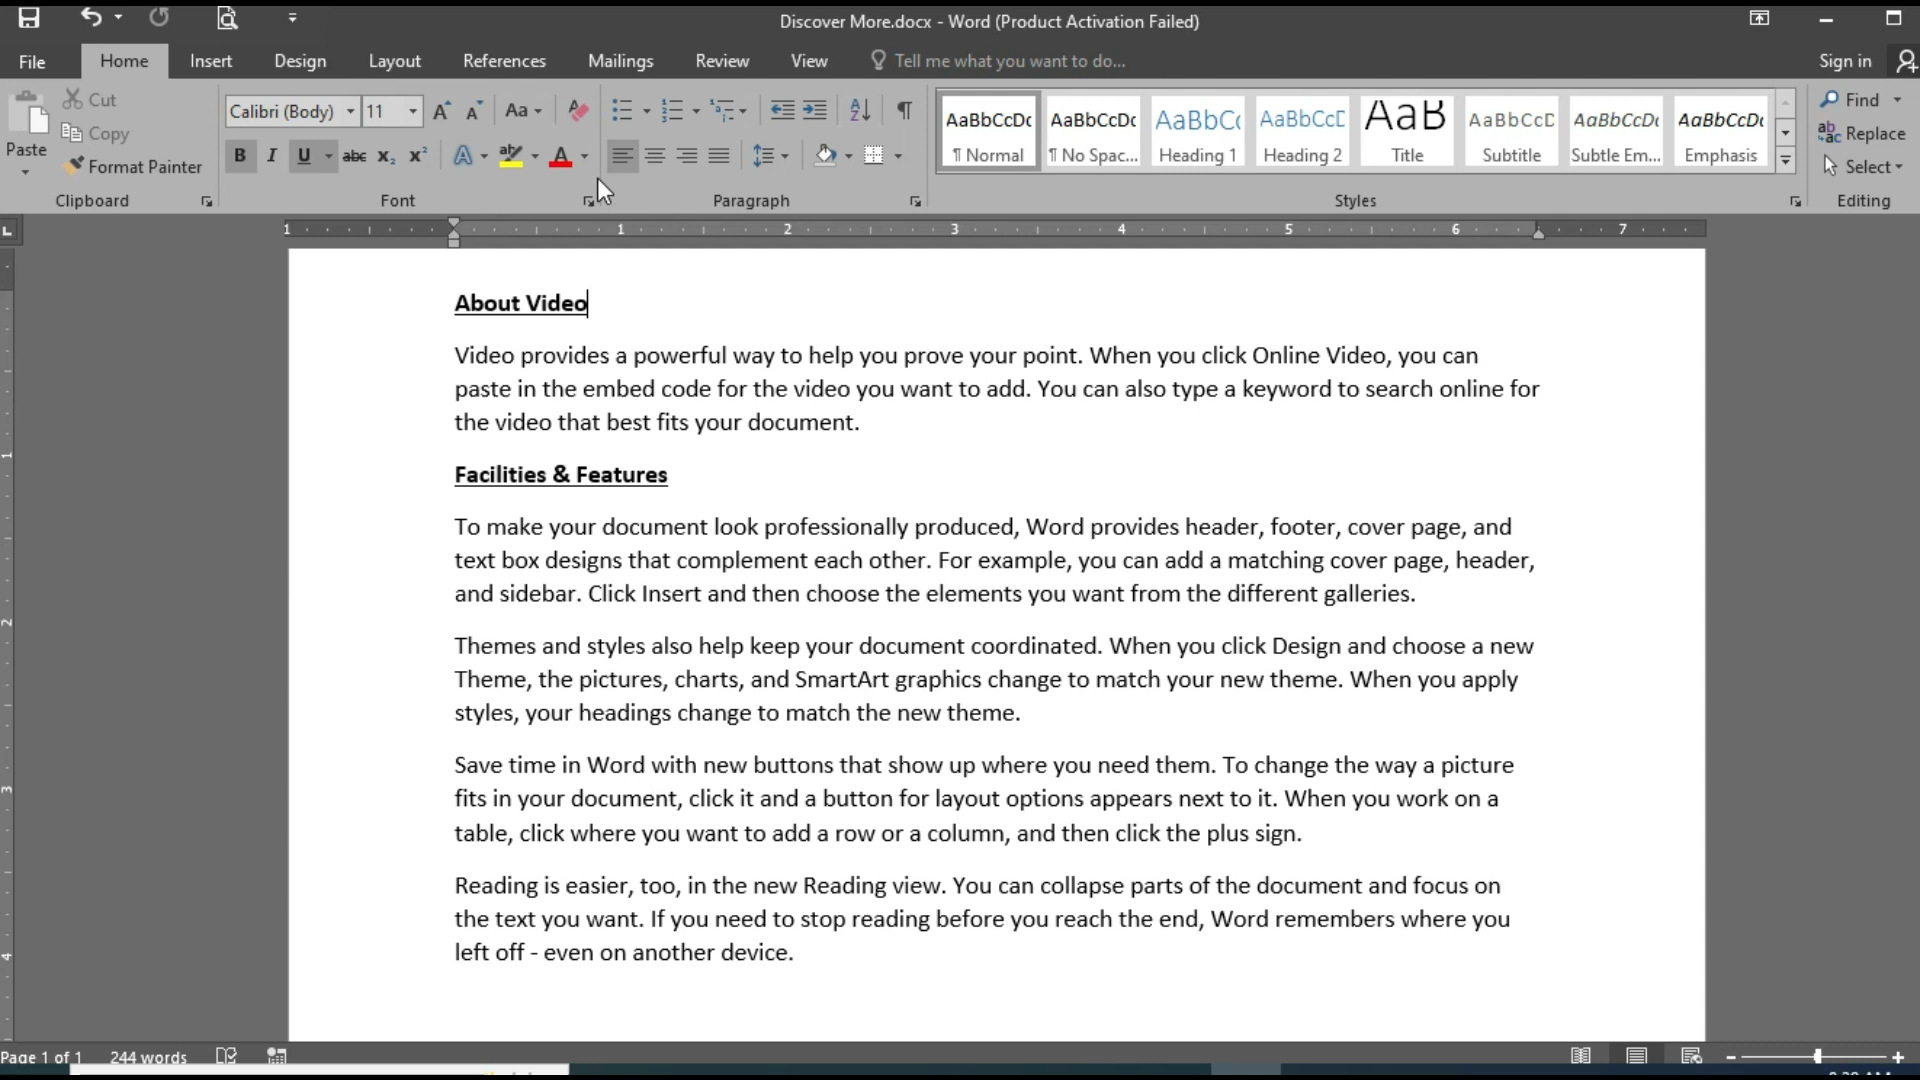 Discover More.docx - Word (Product Activation Failed)
File Home Insert Design Layout References Mailings Review View Tell me what you want to do... Sign in
Paste
Cut
Copy
Format Painter
Clipboard
Calibri (Body) 11
Font
Paragraph
AaBbCcDc AaBbCcDc AaBbC AaBbCcD AaB AaBbCcD AaBbCcDc AaBbCcDc
¶ Normal ¶ No Spac... Heading 1 Heading 2 Title Subtitle Subtle Em... Emphasis
Styles
Find
Replace
Select
Editing
1 1 2 3 4 5 6 7
About Video
Video provides a powerful way to help you prove your point. When you click Online Video, you can
paste in the embed code for the video you want to add. You can also type a keyword to search online for
the video that best fits your document.
Facilities & Features
To make your document look professionally produced, Word provides header, footer, cover page, and
text box designs that complement each other. For example, you can add a matching cover page, header,
and sidebar. Click Insert and then choose the elements you want from the different galleries.
Themes and styles also help keep your document coordinated. When you click Design and choose a new
Theme, the pictures, charts, and SmartArt graphics change to match your new theme. When you apply
styles, your headings change to match the new theme.
Save time in Word with new buttons that show up where you need them. To change the way a picture
fits in your document, click it and a button for layout options appears next to it. When you work on a
table, click where you want to add a row or a column, and then click the plus sign.
Reading is easier, too, in the new Reading view. You can collapse parts of the document and focus on
the text you want. If you need to stop reading before you reach the end, Word remembers where you
left off - even on another device.
Page 1 of 1 244 words